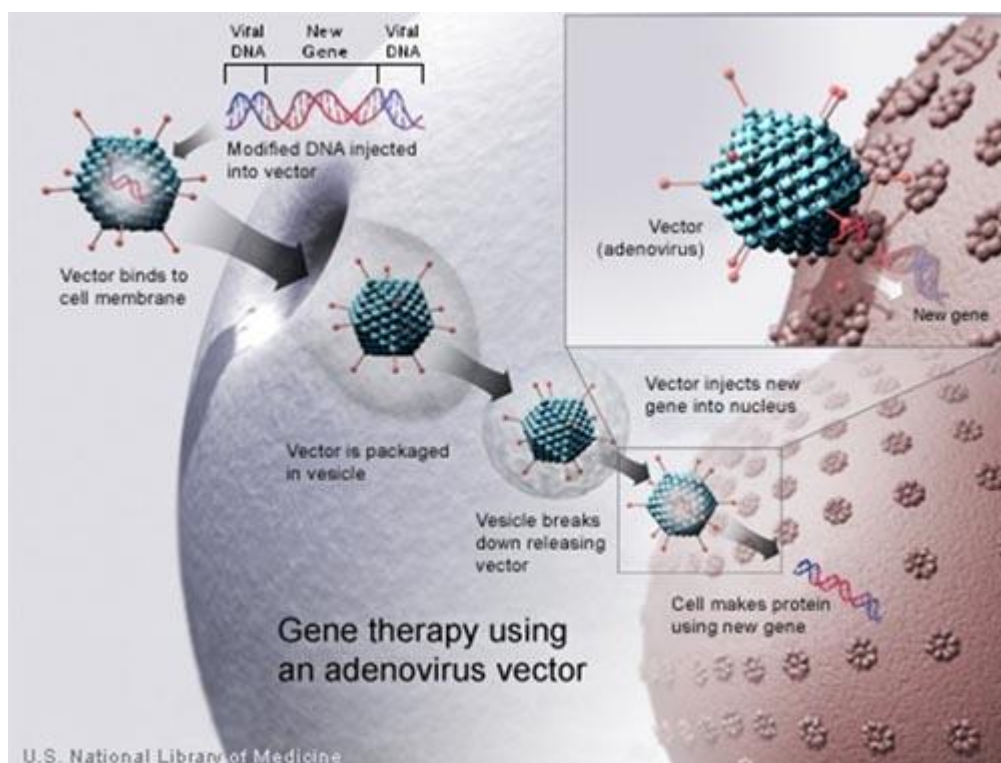 Viral DNA
New Gene
Viral DNA
Modified DNA injected
into vector
Vector binds to
cell membrane
Vector is packaged
in vesicle
Vesicle breaks
down releasing
vector
Vector
(adenovirus)
New gene
Vector injects new
gene into nucleus
Cell makes protein
using new gene
Gene therapy using
an adenovirus vector
U.S. National Library of Medicine